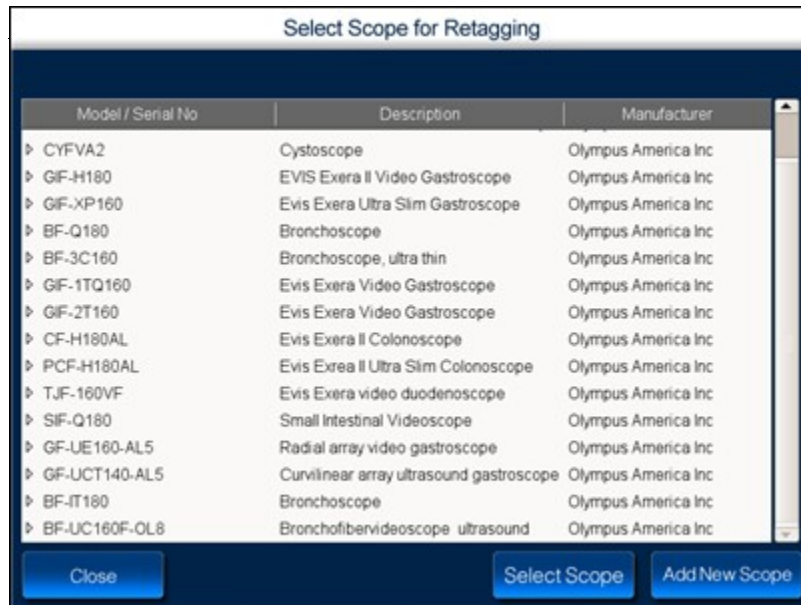 Select Scope for Retagging
Model / Serial No Description Manufacturer
CYFVA2 Cystoscope Olympus America Inc
GIF-H180 EVIS Exera II Video Gastroscope Olympus America Inc
GIF-XP160 Evis Exera Ultra Slim Gastroscope Olympus America Inc
BF-Q180 Bronchoscope Olympus America Inc
BF-3C160 Bronchoscope, ultra thin Olympus America Inc
GIF-1TQ160 Evis Exera Video Gastroscope Olympus America Inc
GIF-2T160 Evis Exera Video Gastroscope Olympus America Inc
CF-H180AL Evis Exera II Colonoscope Olympus America Inc
PCF-H180AL Evis Exrea II Ultra Slim Colonoscope Olympus America Inc
TJF-160VF Evis Exera video duodenoscope Olympus America Inc
SIF-Q180 Small Intestinal Videoscope Olympus America Inc
GF-UE160-AL5 Radial array video gastroscope Olympus America Inc
GF-UCT140-AL5 Curvilinear array ultrasound gastroscope Olympus America Inc
BF-IT180 Bronchoscope Olympus America Inc
BF-UC160F-OL8 Bronchofibervideoscope ultrasound Olympus America Inc
Close Select Scope Add New Scope